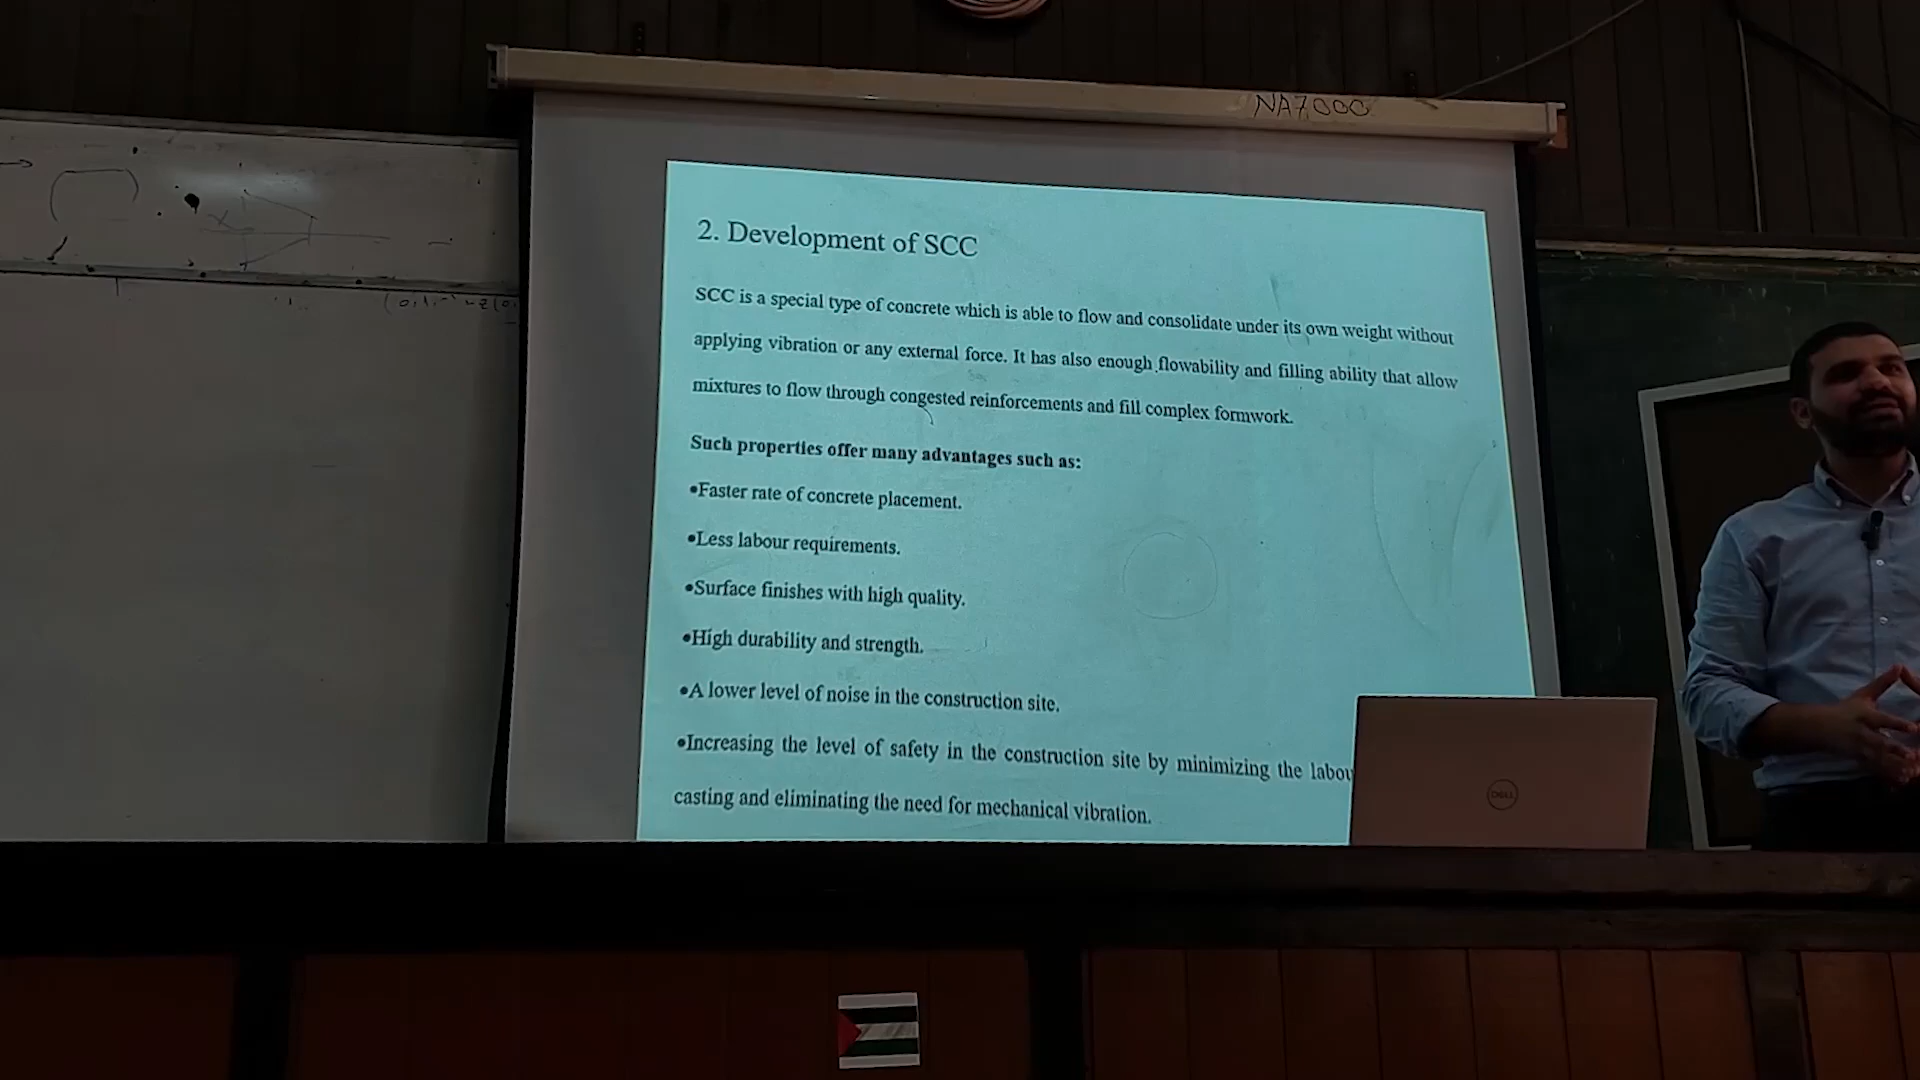 NA7000
2. Development of SCC
SCC is a special type of concrete which is able to flow and consolidate under its own weight without
applying vibration or any external force. It has also enough flowability and filling ability that allow
mixtures to flow through congested reinforcements and fill complex formwork.
Such properties offer many advantages such as:
•Faster rate of concrete placement.
•Less labour requirements.
•Surface finishes with high quality.
•High durability and strength.
•A lower level of noise in the construction site.
•Increasing the level of safety in the construction site by minimizing the labou
casting and eliminating the need for mechanical vibration.
DELL